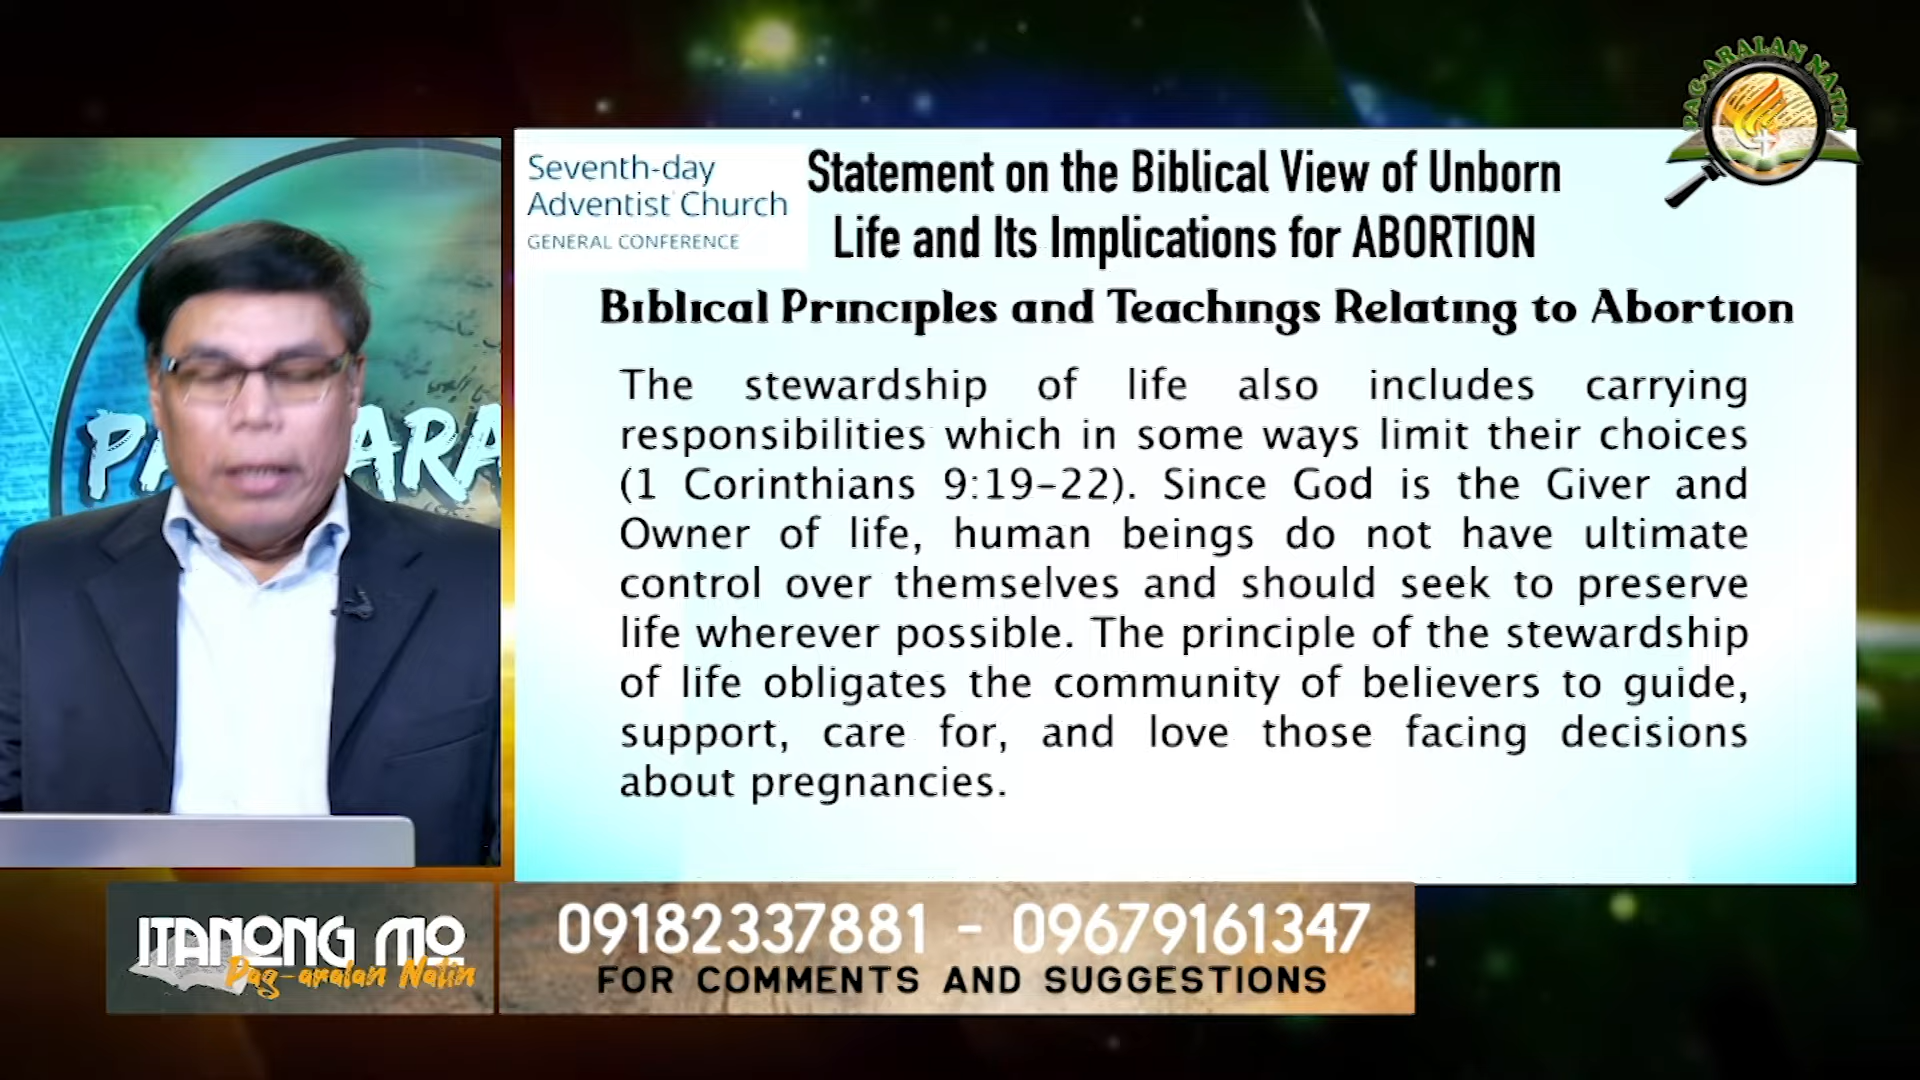 PAG-ARALAN NATIN
Seventh-day
Adventist Church
GENERAL CONFERENCE
Statement on the Biblical View of Unborn
Life and Its Implications for ABORTION
Biblical Principles and Teachings Relating to Abortion
The stewardship of life also includes carrying
responsibilities which in some ways limit their choices
(1 Corinthians 9:19-22). Since God is the Giver and
Owner of life, human beings do not have ultimate
control over themselves and should seek to preserve
life wherever possible. The principle of the stewardship
of life obligates the community of believers to guide,
support, care for, and love those facing decisions
about pregnancies.
ITANONG MO
Pag-aralan Natin
09182337881 - 09679161347
FOR COMMENTS AND SUGGESTIONS